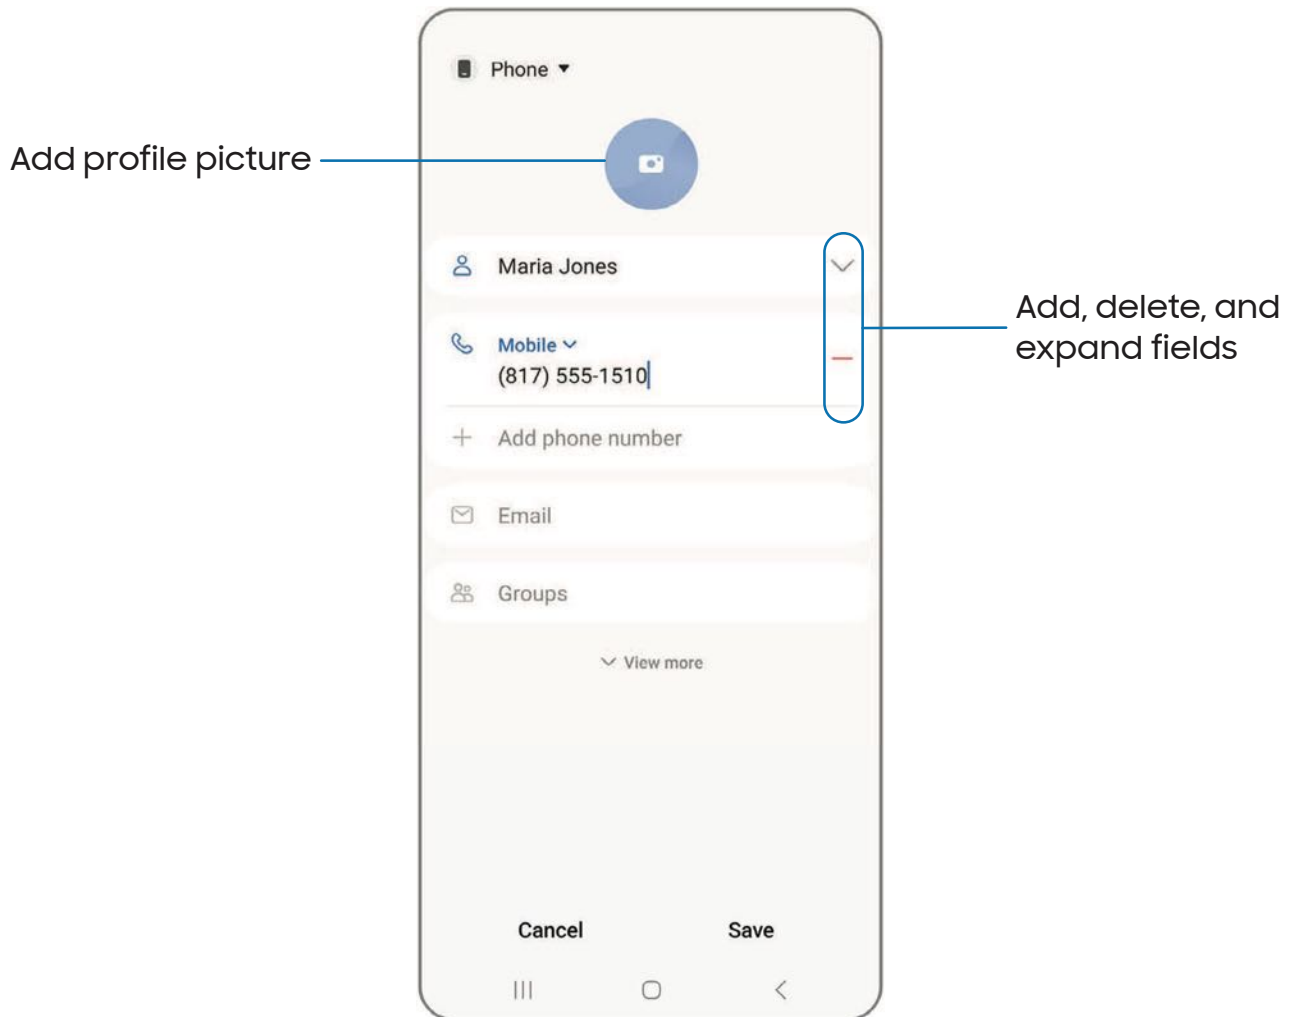 Phone
Add profile picture
Maria Jones
Add, delete, and
expand fields
Mobile
(817) 555-1510
Add phone number
Email
Groups
View more
Cancel
Save